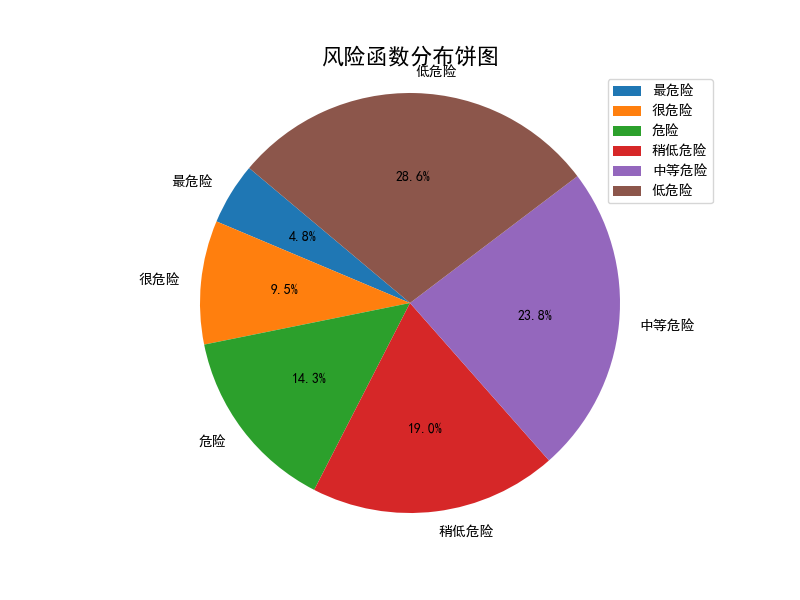 风险函数分布饼图
低危险
最危险
很危险
危险
稍低危险
中等危险
低危险
28.6%
最危险
4.8%
很危险
9.5%
23.8%
中等危险
14.3%
19.0%
危险
稍低危险